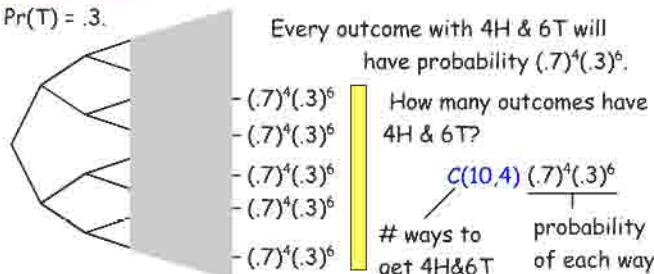 Pr(T) = .3.
Every outcome with 4H & 6T will
have probability (.7)⁴(.3)⁶.
(.7)⁴(.3)⁶
(.7)⁴(.3)⁶
(.7)⁴(.3)⁶
(.7)⁴(.3)⁶
(.7)⁴(.3)⁶
How many outcomes have
4H & 6T?
C(10,4) (.7)⁴(.3)⁶
# ways to
get 4H&6T
probability
of each way